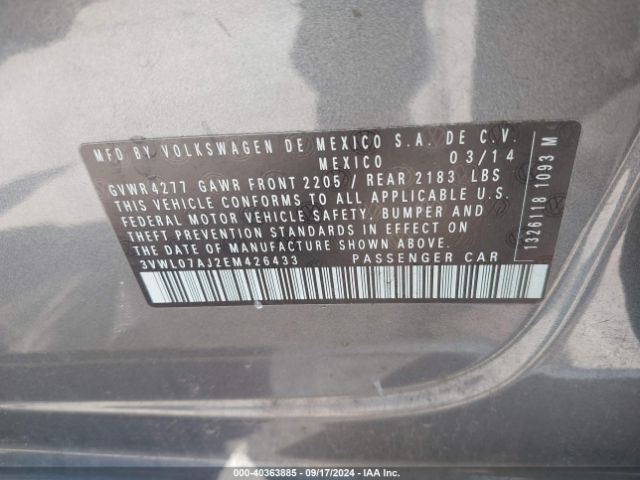 MFD BY VOLKSWAGEN DE MEXICO S.A. DE C.V.
MEXICO 03/14
GVWR 4277 GAWR FRONT 2205 / REAR 2183 LBS
THIS VEHICLE CONFORMS TO ALL APPLICABLE U.S.
FEDERAL MOTOR VEHICLE SAFETY, BUMPER AND
THEFT PREVENTION STANDARDS IN EFFECT ON
THE DATE OF MANUFACTURE SHOWN ABOVE.
3VWL07AJ2EM426433 PASSENGER CAR
1326118 1093 M
© - 40363885 - 09/17/2024 - IAA Inc.